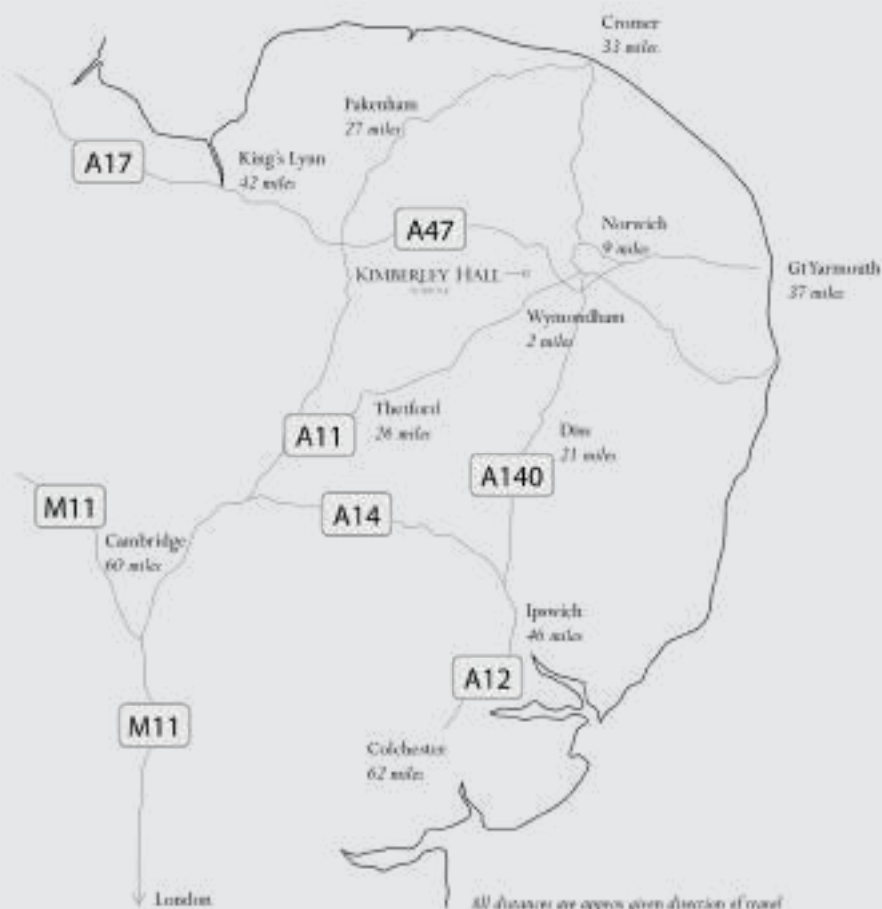 Cromer
33 miles
Fakenham
27 miles
A17
King's Lynn
42 miles
A47
Norwich
9 miles
KIMBERLEY HALL
Gt Yarmouth
37 miles
Wymondham
2 miles
Thetford
26 miles
A11
Diss
21 miles
A140
M11
A14
Cambridge
60 miles
Ipswich
46 miles
A12
M11
Colchester
62 miles
London
All distances are approx given direction of travel